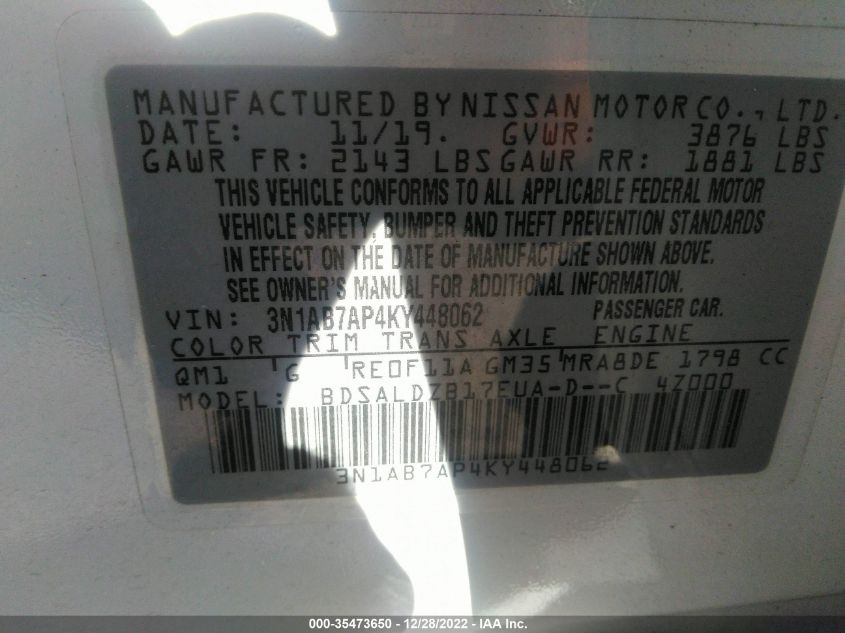 MANUFACTURED BY NISSAN MOTOR CO., LTD.
DATE: 11/19. GVWR: 3876 LBS
GAWR FR: 2143 LBS GAWR RR: 1881 LBS
THIS VEHICLE CONFORMS TO ALL APPLICABLE FEDERAL MOTOR
VEHICLE SAFETY, BUMPER AND THEFT PREVENTION STANDARDS
IN EFFECT ON THE DATE OF MANUFACTURE SHOWN ABOVE.
SEE OWNER'S MANUAL FOR ADDITIONAL INFORMATION.
VIN: 3N1AB7AP4KY448062 PASSENGER CAR.
COLOR TRIM TRANS AXLE ENGINE
QM1 G RE0F11A GM35 MRA8DE 1798 CC
MODEL: BDSALDZB17EUA-D--C 4Z000
3N1AB7AP4KY448062
000-35473650 - 12/28/2022 - IAA Inc.